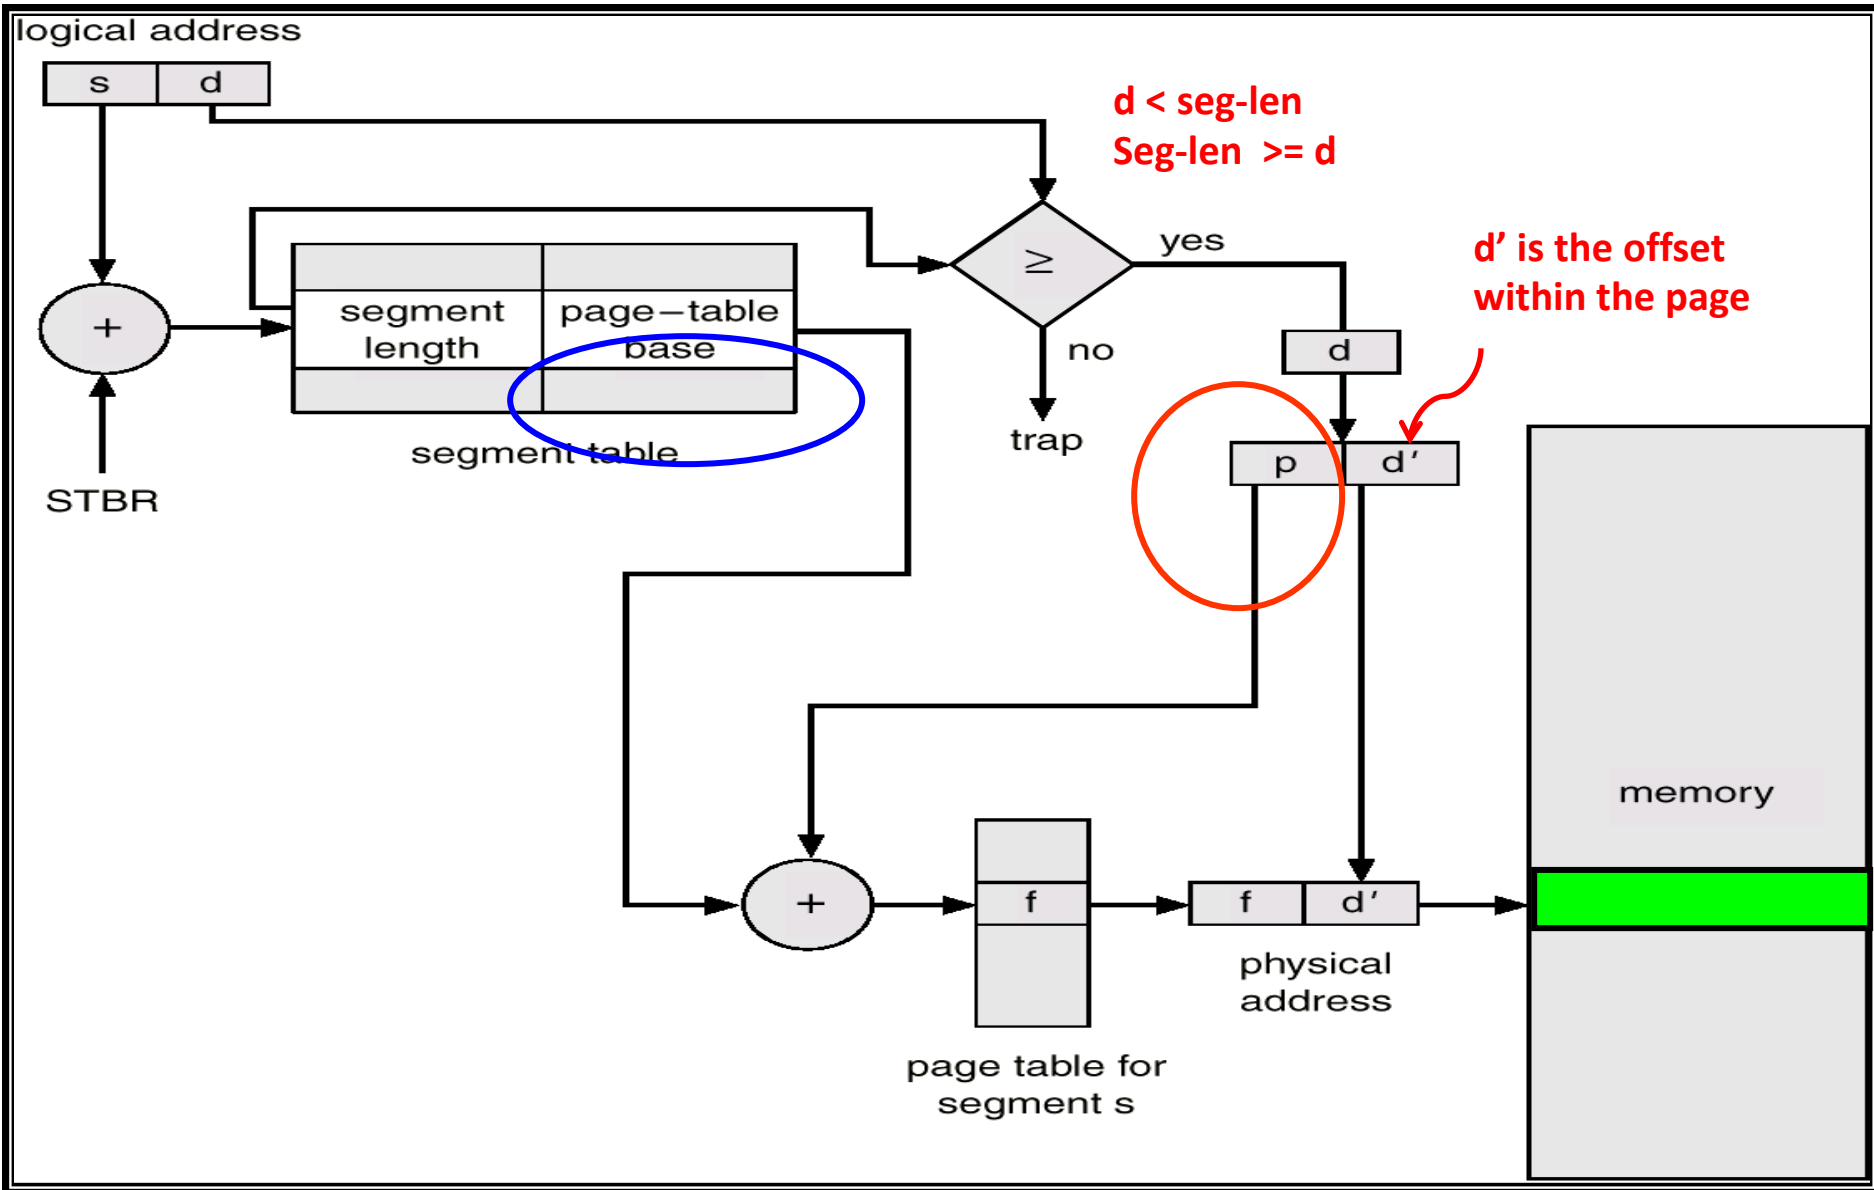 logical address
s d
d < seg-len
Seg-len >= d
≥
yes
d' is the offset
within the page
segment
length
page−table
base
+
no
d
segment table
trap
p d'
STBR
memory
+
f
f d'
physical
address
page table for
segment s